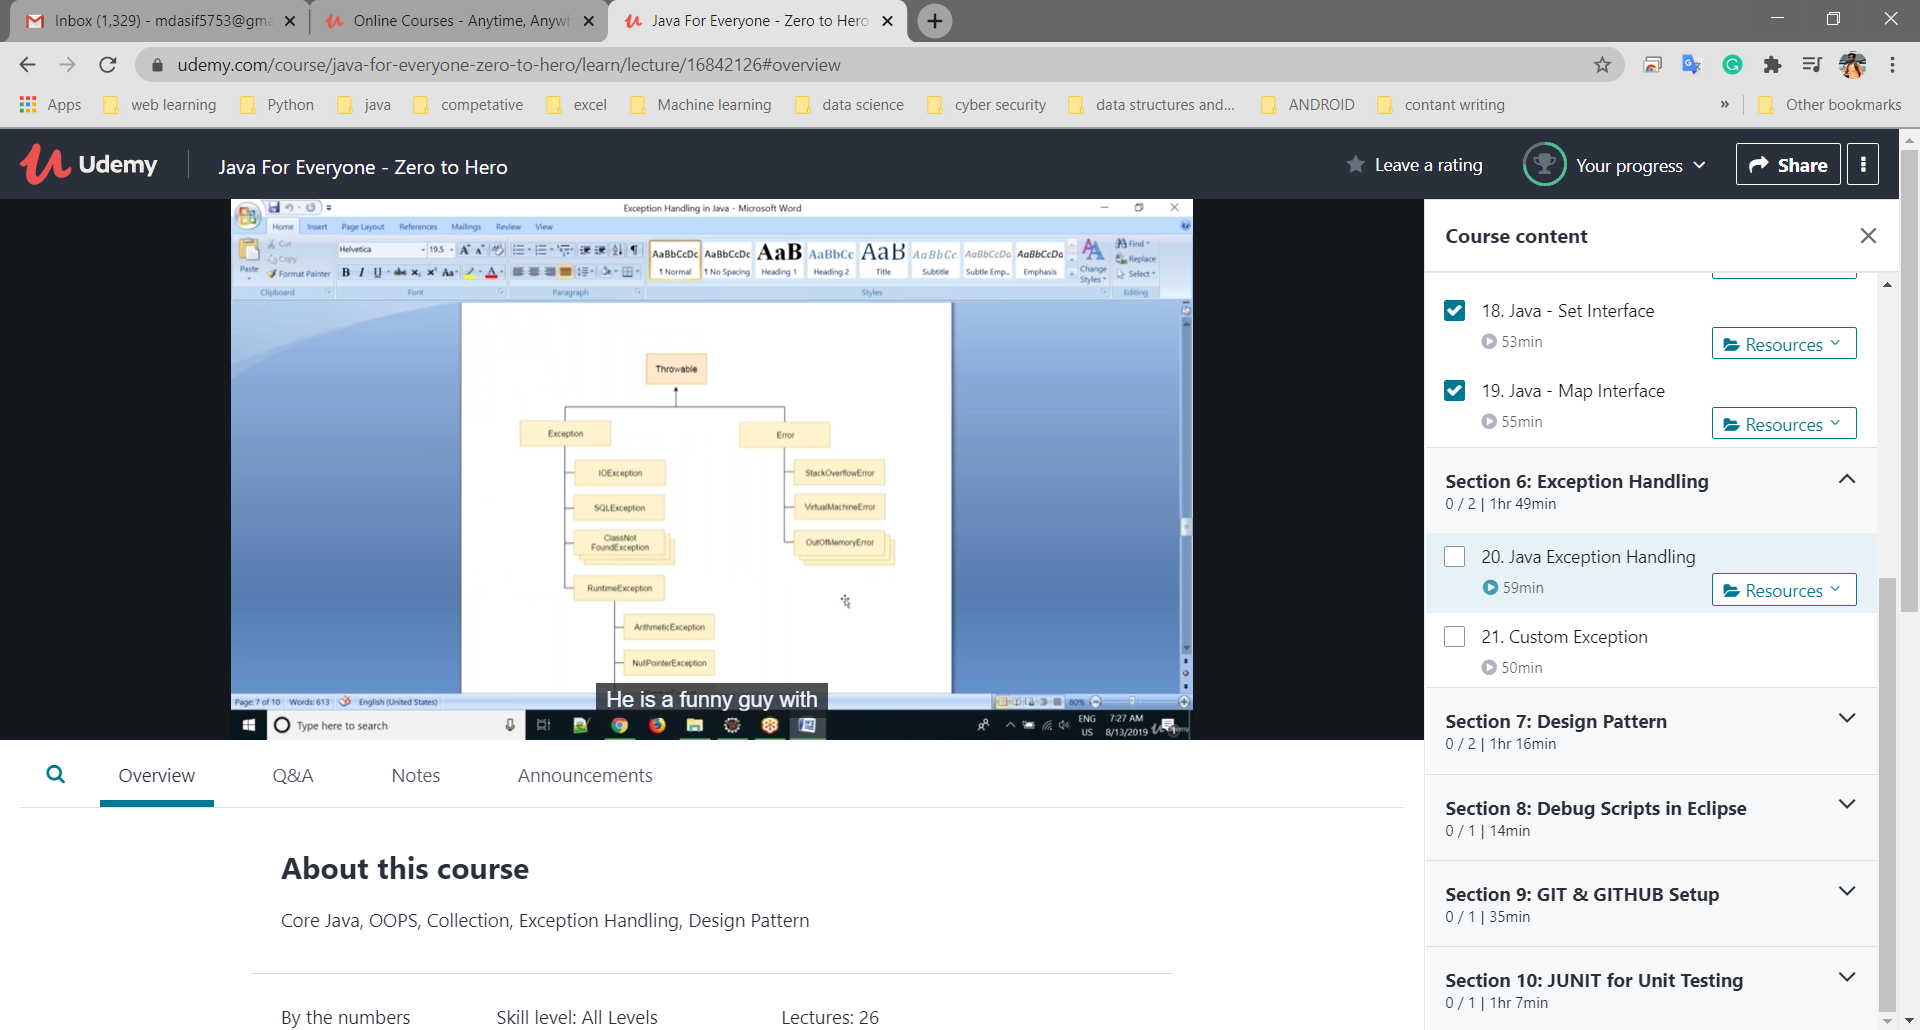 Inbox (1,329) - mdasif5753@gma
Online Courses - Anytime, Anywh
Java For Everyone - Zero to Hero
udemy.com/course/java-for-everyone-zero-to-hero/learn/lecture/16842126#overview
Apps web learning Python java competative excel Machine learning data science cyber security data structures and... ANDROID contant writing » Other bookmarks
Udemy
Java For Everyone - Zero to Hero
Leave a rating
Your progress
Share
Exception Handling in Java - Microsoft Word
Home Insert Page Layout References Mailings Review View
Paste
Cut
Copy
Format Painter
Clipboard
Helvetica 19.5
Font
Paragraph
AaBbCcDc AaBbCcDc AaB AaBbCc AaB AaBbCc AaBbCcDc AaBbCcDc
¶ Normal ¶ No Spacing Heading 1 Heading 2 Title Subtitle Subtle Emp... Emphasis
Change Styles
Styles
Find
Replace
Select
Editing
Throwable
Exception
Error
IOException
SQLException
ClassNot
FoundException
RuntimeException
ArithmeticException
NullPointerException
StackOverflowError
VirtualMachineError
OutOfMemoryError
He is a funny guy with
Page: 7 of 10 Words: 613 English (United States)
80%
Type here to search
ENG
US
7:27 AM
8/13/2019
Course content
18. Java - Set Interface
53min
Resources
19. Java - Map Interface
55min
Resources
Section 6: Exception Handling
0 / 2 | 1hr 49min
20. Java Exception Handling
59min
Resources
21. Custom Exception
50min
Section 7: Design Pattern
0 / 2 | 1hr 16min
Section 8: Debug Scripts in Eclipse
0 / 1 | 14min
Section 9: GIT & GITHUB Setup
0 / 1 | 35min
Section 10: JUNIT for Unit Testing
0 / 1 | 1hr 7min
Overview Q&A Notes Announcements
About this course
Core Java, OOPS, Collection, Exception Handling, Design Pattern
By the numbers
Skill level: All Levels
Lectures: 26